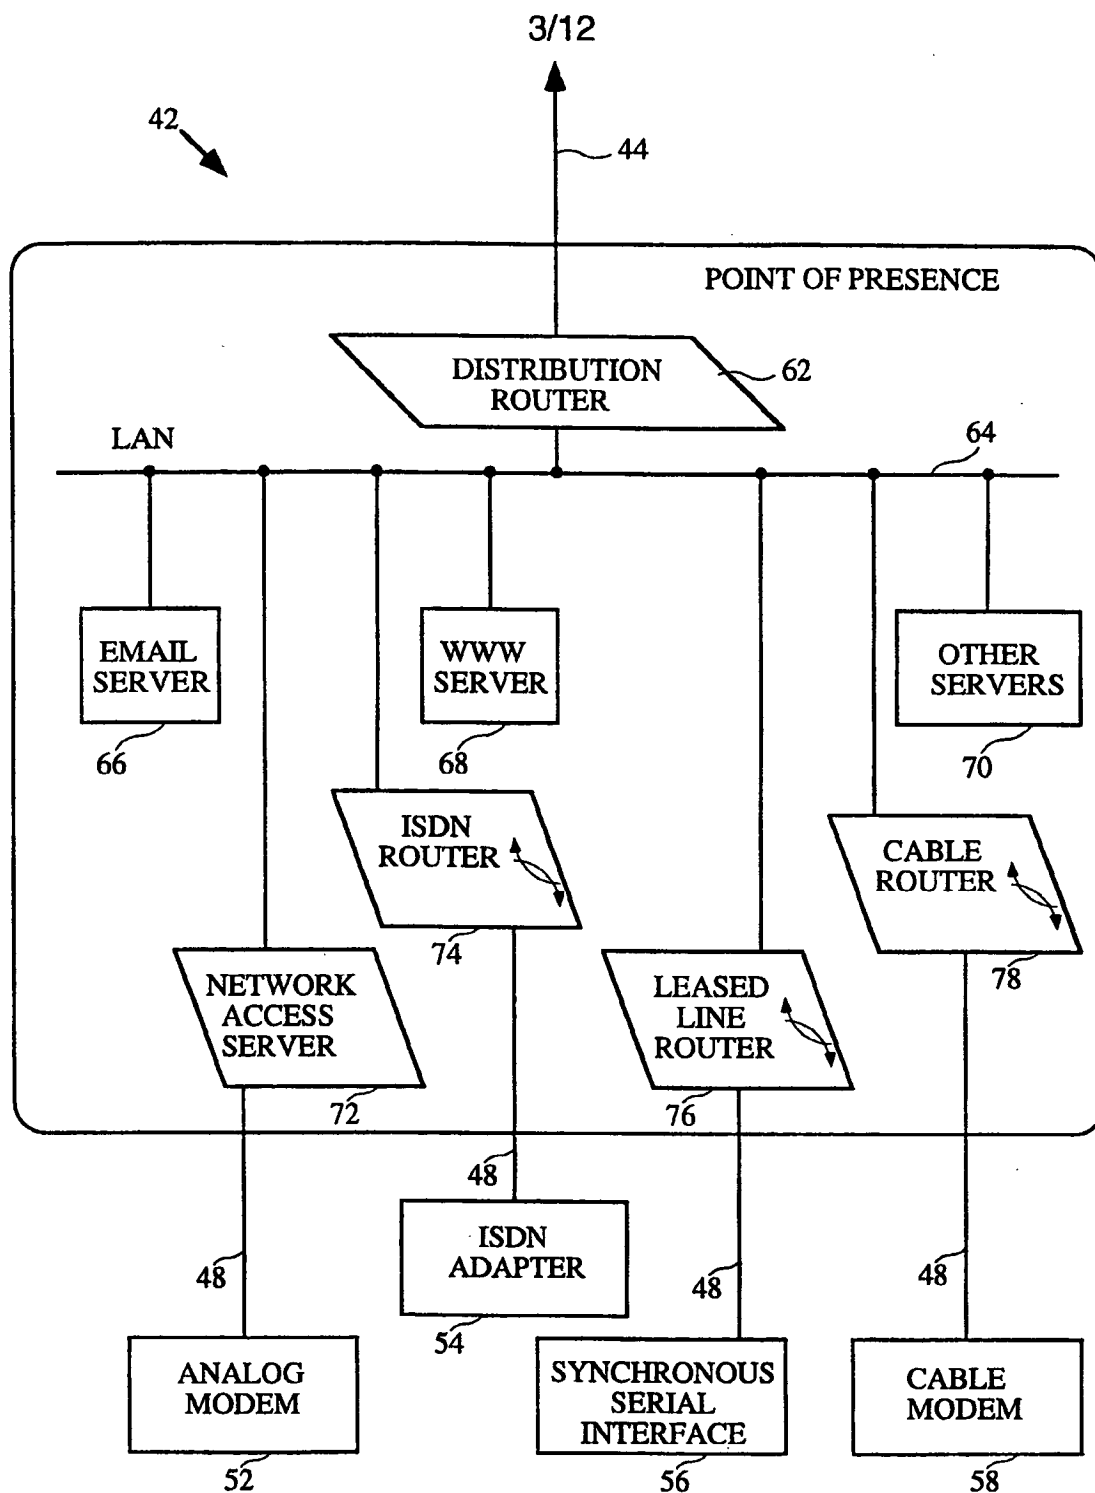 3/12
42
44
POINT OF PRESENCE
DISTRIBUTION
ROUTER
62
LAN
64
EMAIL
SERVER
66
WWW
SERVER
68
OTHER
SERVERS
70
ISDN
ROUTER
74
CABLE
ROUTER
78
NETWORK
ACCESS
SERVER
72
LEASED
LINE
ROUTER
76
48
ISDN
ADAPTER
54
48
48
48
ANALOG
MODEM
52
SYNCHRONOUS
SERIAL
INTERFACE
56
CABLE
MODEM
58